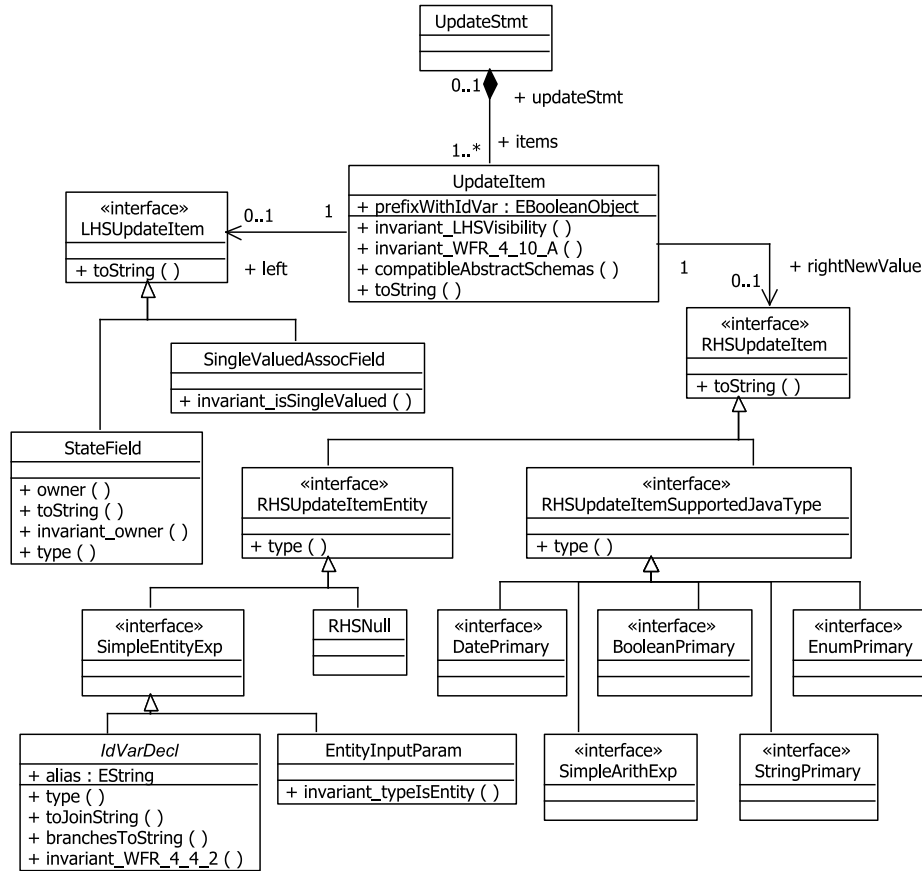 UpdateStmt
0..1
+ updateStmt
+ items
1..*
UpdateItem
+ prefixWithIdVar : EBooleanObject
+ invariant_LHSVisibility ( )
+ invariant_WFR_4_10_A ( )
+ compatibleAbstractSchemas ( )
+ toString ( )
«interface»
LHSUpdateItem
+ toString ( )
0..1
1
+ left
1
+ rightNewValue
0..1
«interface»
RHSUpdateItem
+ toString ( )
SingleValuedAssocField
+ invariant_isSingleValued ( )
StateField
+ owner ( )
+ toString ( )
+ invariant_owner ( )
+ type ( )
«interface»
RHSUpdateItemEntity
+ type ( )
«interface»
RHSUpdateItemSupportedJavaType
+ type ( )
«interface»
SimpleEntityExp
RHSNull
«interface»
DatePrimary
«interface»
BooleanPrimary
«interface»
EnumPrimary
IdVarDecl
+ alias : EString
+ type ( )
+ toJoinString ( )
+ branchesToString ( )
+ invariant_WFR_4_4_2 ( )
EntityInputParam
+ invariant_typeIsEntity ( )
«interface»
SimpleArithExp
«interface»
StringPrimary